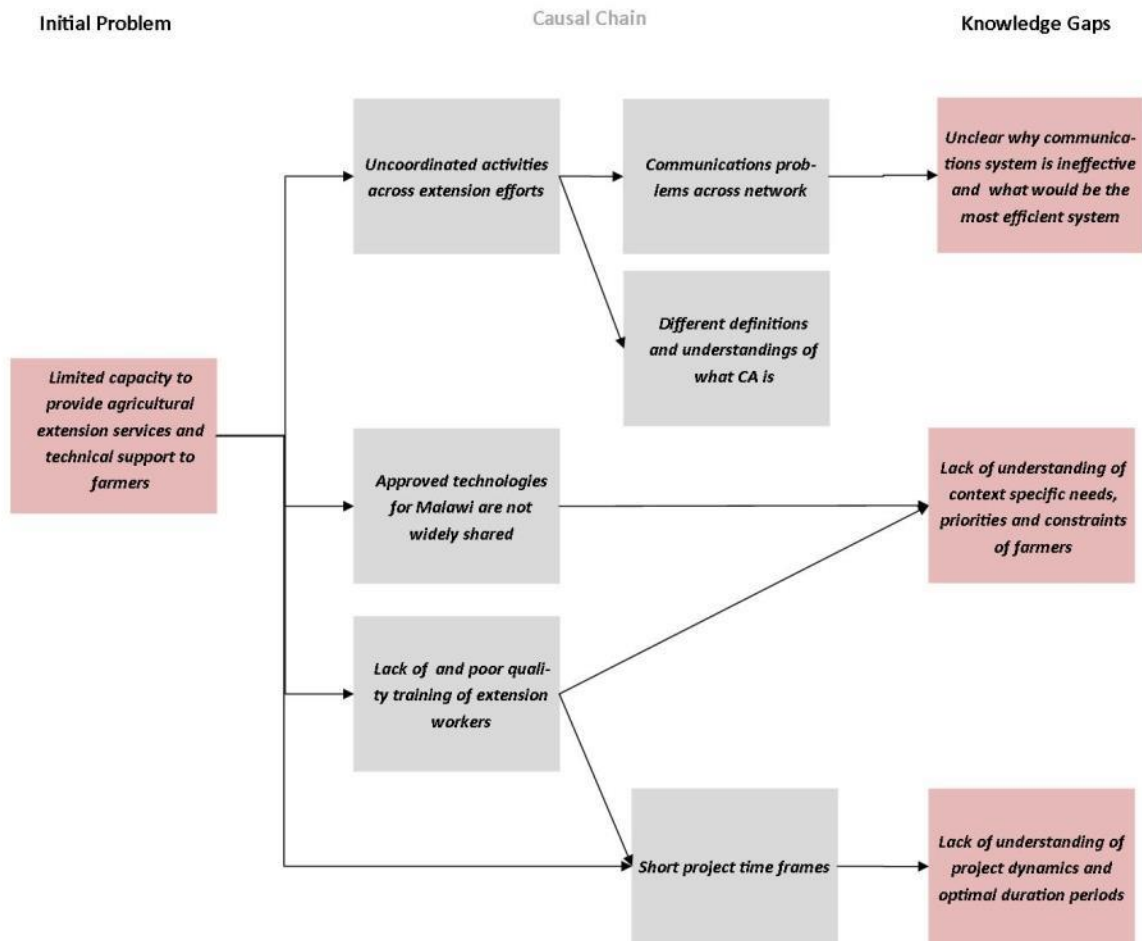 Initial Problem
Causal Chain
Knowledge Gaps
Uncoordinated activities
across extension efforts
Communications prob-
lems across network
Unclear why communica-
tions system is ineffective
and what would be the
most efficient system
Different definitions
and understandings of
what CA is
Limited capacity to
provide agricultural
extension services and
technical support to
farmers
Approved technologies
for Malawi are not
widely shared
Lack of understanding of
context specific needs,
priorities and constraints
of farmers
Lack of and poor quali-
ty training of extension
workers
Short project time frames
Lack of understanding of
project dynamics and
optimal duration periods